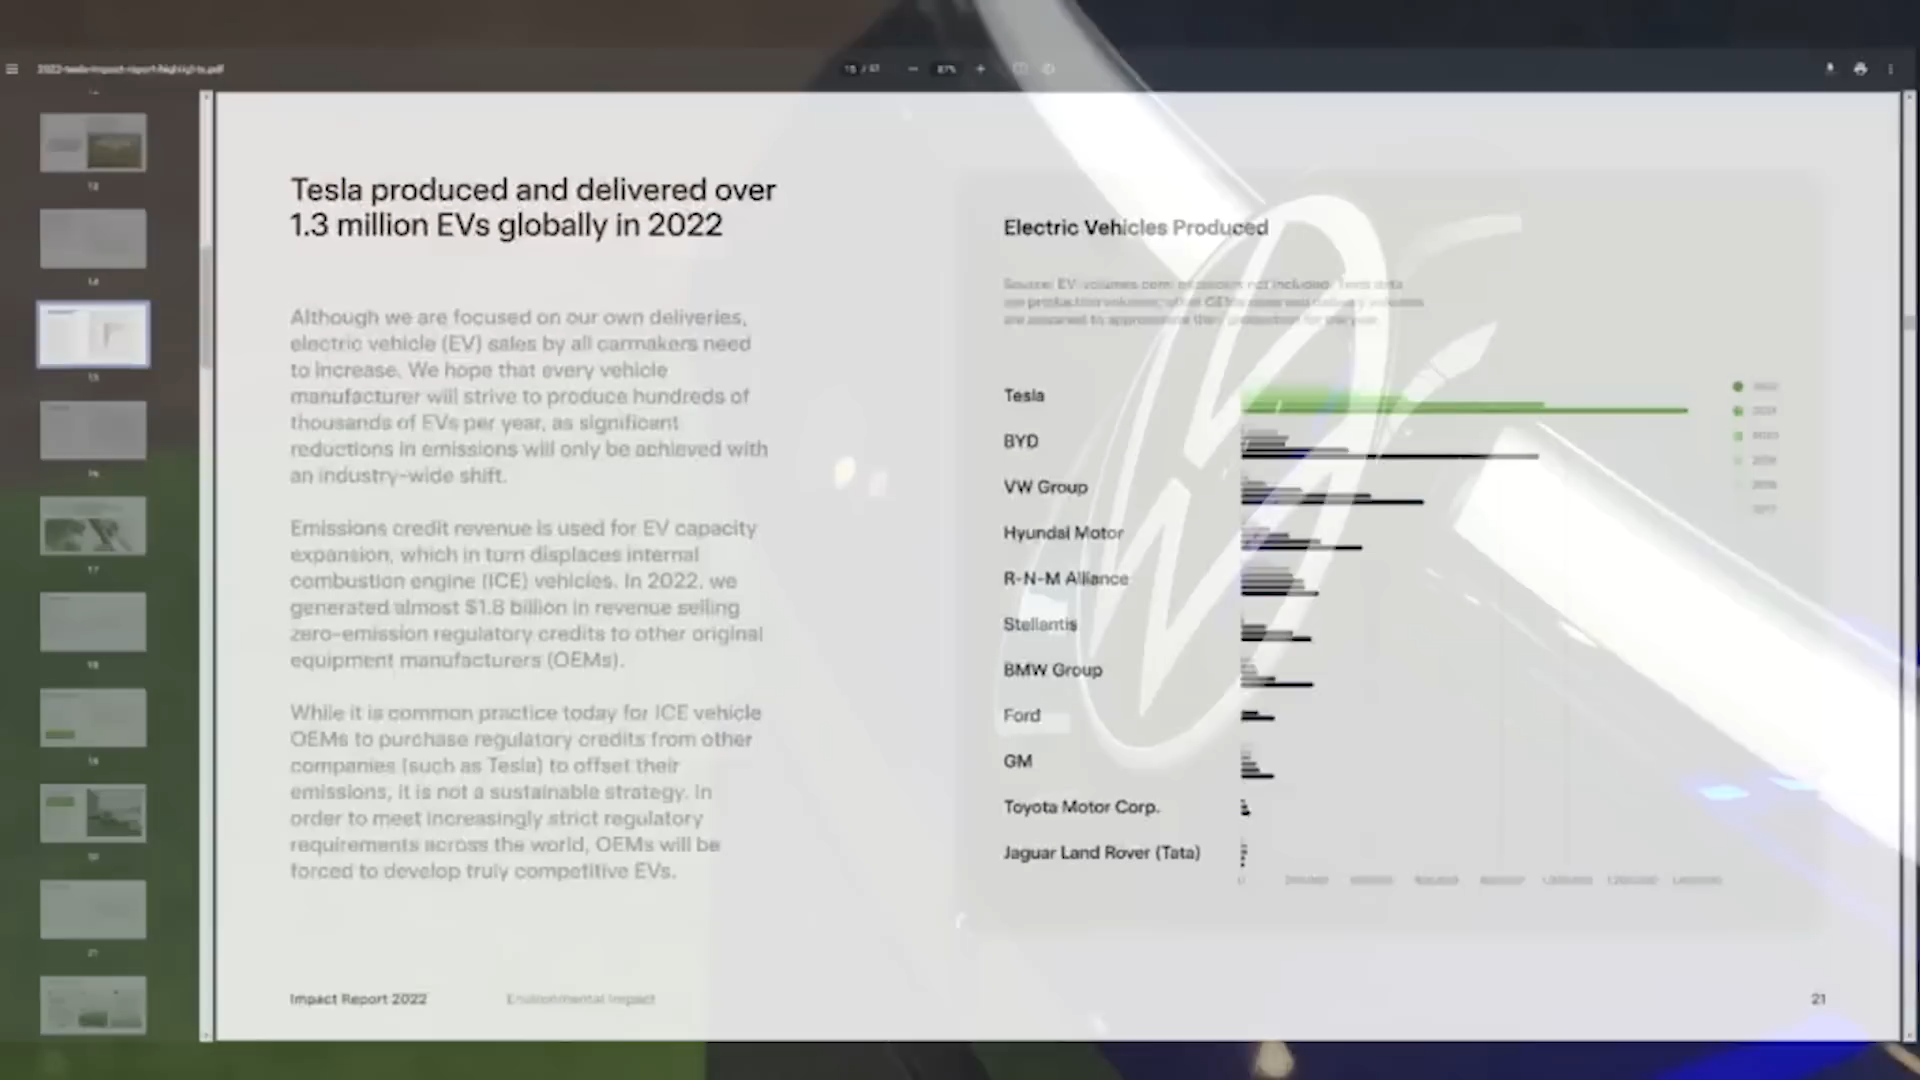 2022-tesla-impact-report-highlights.pdf
87%
Tesla produced and delivered over
1.3 million EVs globally in 2022
Although we are focused on our own deliveries,
electric vehicle (EV) sales by all carmakers need
to increase. We hope that every vehicle
manufacturer will strive to produce hundreds of
thousands of EVs per year, as significant
reductions in emissions will only be achieved with
an industry-wide shift.
Emissions credit revenue is used for EV capacity
expansion, which in turn displaces internal
combustion engine (ICE) vehicles. In 2022, we
generated almost $1.8 billion in revenue selling
zero-emission regulatory credits to other original
equipment manufacturers (OEMs).
While it is common practice today for ICE vehicle
OEMs to purchase regulatory credits from other
companies (such as Tesla) to offset their
emissions, it is not a sustainable strategy. In
order to meet increasingly strict regulatory
requirements across the world, OEMs will be
forced to develop truly competitive EVs.
Electric Vehicles Produced
Tesla
BYD
VW Group
Hyundai Motor
R-N-M Alliance
Stellantis
BMW Group
Ford
GM
Toyota Motor Corp.
Jaguar Land Rover (Tata)
Impact Report 2022
Environmental Impact
21